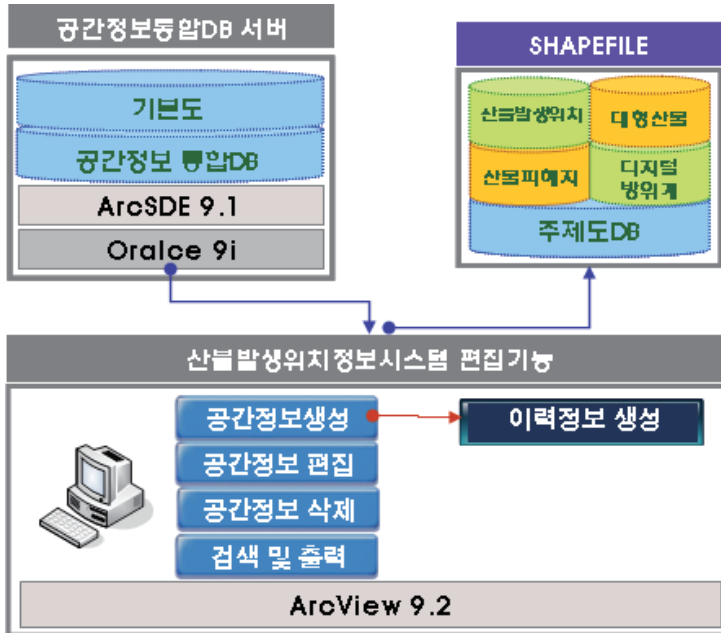 공간정보통합DB 서버
기본도
공간정보 통합DB
ArcSDE 9.1
Oralce 9i
SHAPEFILE
산불발생위치
대형산불
산불피해지
디지털
방위계
주제도DB
산불발생위치정보시스템 편집기능
공간정보생성
이력정보 생성
공간정보 편집
공간정보 삭제
검색 및 출력
ArcView 9.2